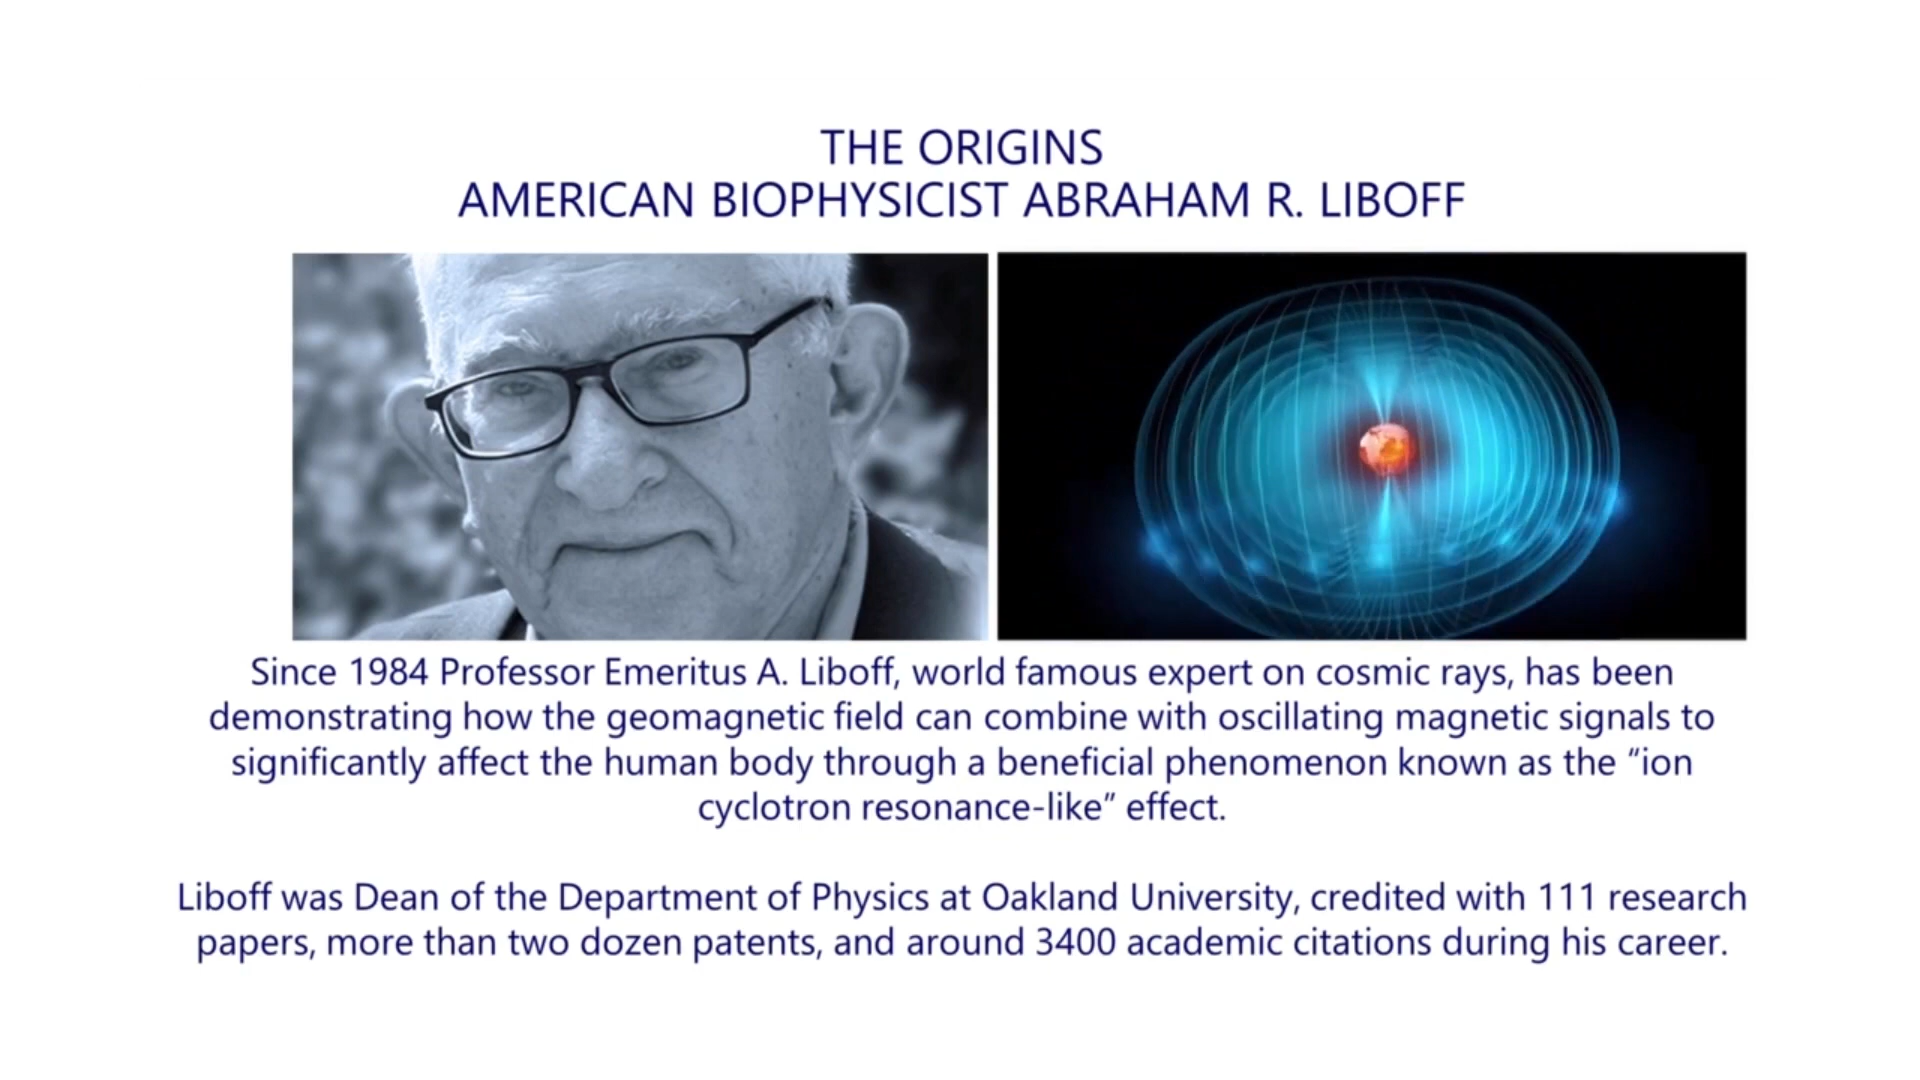 THE ORIGINS
AMERICAN BIOPHYSICIST ABRAHAM R. LIBOFF
Since 1984 Professor Emeritus A. Liboff, world famous expert on cosmic rays, has been
demonstrating how the geomagnetic field can combine with oscillating magnetic signals to
significantly affect the human body through a beneficial phenomenon known as the “ion
cyclotron resonance-like” effect.
Liboff was Dean of the Department of Physics at Oakland University, credited with 111 research
papers, more than two dozen patents, and around 3400 academic citations during his career.